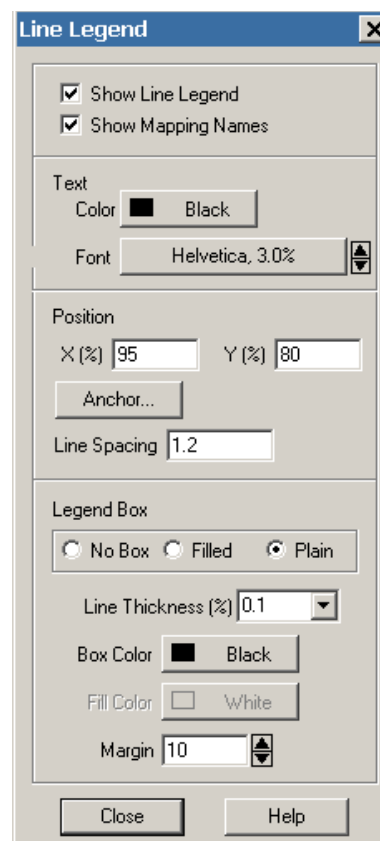 Line Legend
Show Line Legend
Show Mapping Names
Text
Color Black
Font Helvetica, 3.0%
Position
X (%) 95 Y (%) 80
Anchor...
Line Spacing 1.2
Legend Box
No Box Filled Plain
Line Thickness (%) 0.1
Box Color Black
Fill Color White
Margin 10
Close Help